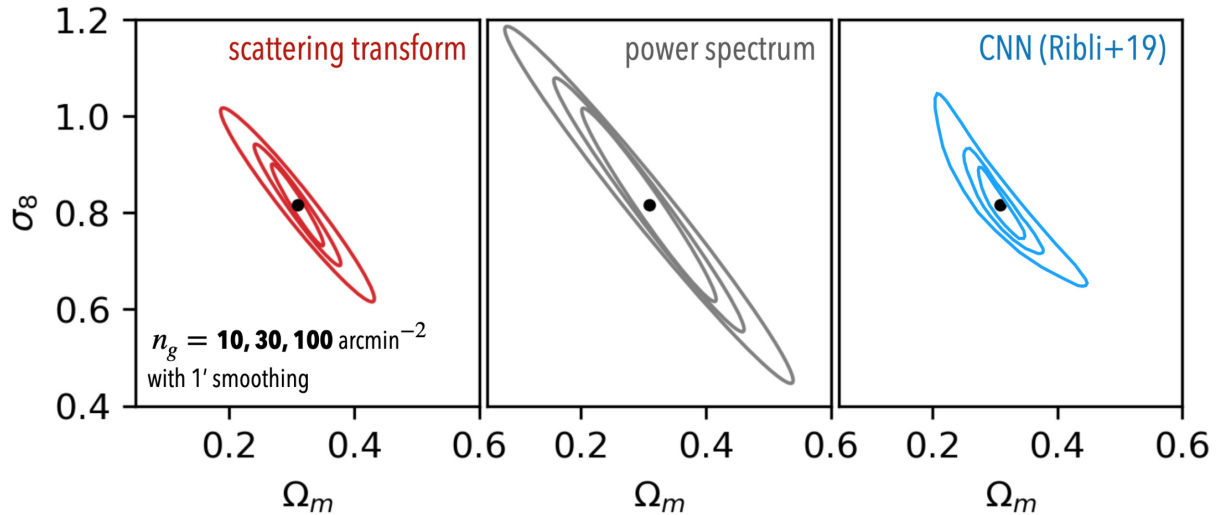 scattering transform
power spectrum
CNN (Ribli+19)
1.2
1.0
0.8
0.6
0.4
σ₈
n_g = 10, 30, 100 arcmin⁻²
with 1′ smoothing
0.2 0.4 0.6 0.2 0.4 0.6 0.2 0.4 0.6
Ωₘ Ωₘ Ωₘ